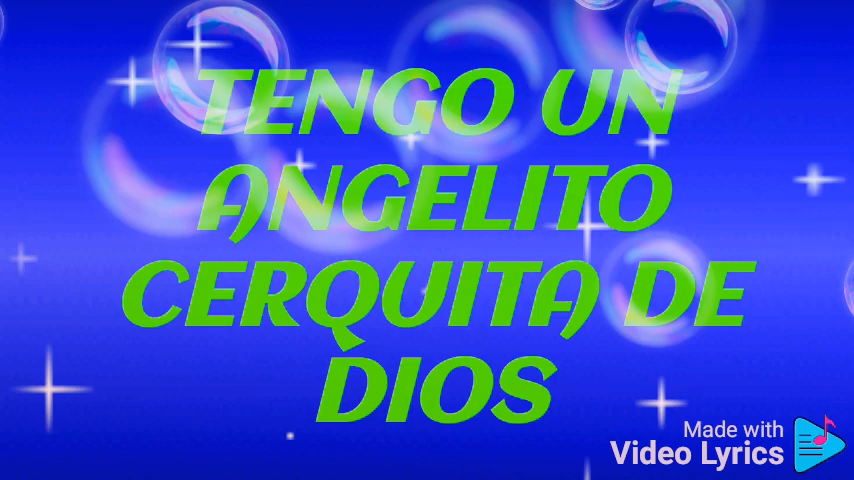 TENGO UN
ANGELITO
CERQUITA DE
DIOS
Made with
Video Lyrics